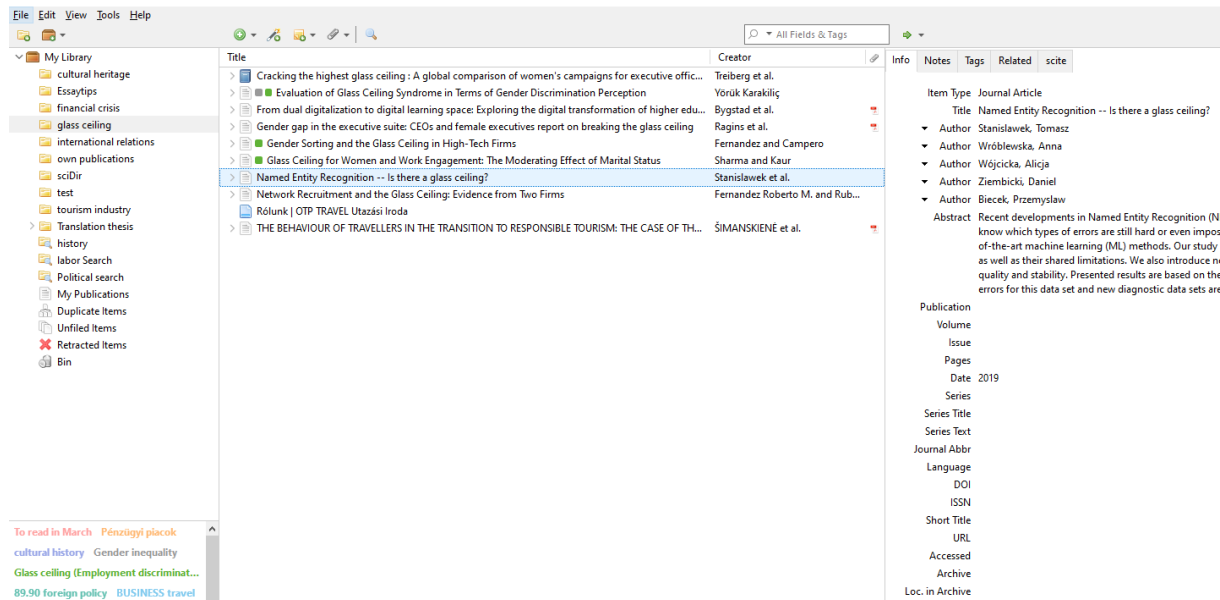 File Edit View Tools Help
All Fields & Tags
My Library
cultural heritage
Essaytips
financial crisis
glass ceiling
international relations
own publications
sciDir
test
tourism industry
Translation thesis
history
labor Search
Political search
My Publications
Duplicate Items
Unfiled Items
Retracted Items
Bin
To read in March Pénzügyi piacok
cultural history Gender inequality
Glass ceiling (Employment discriminat...
89.90 foreign policy BUSINESS travel
Title Creator
Cracking the highest glass ceiling : A global comparison of women's campaigns for executive offic... Treiberg et al.
Evaluation of Glass Ceiling Syndrome in Terms of Gender Discrimination Perception Yörük Karakiliç
From dual digitalization to digital learning space: Exploring the digital transformation of higher edu... Bygstad et al.
Gender gap in the executive suite: CEOs and female executives report on breaking the glass ceiling Ragins et al.
Gender Sorting and the Glass Ceiling in High-Tech Firms Fernandez and Campero
Glass Ceiling for Women and Work Engagement: The Moderating Effect of Marital Status Sharma and Kaur
Named Entity Recognition -- Is there a glass ceiling? Stanislawek et al.
Network Recruitment and the Glass Ceiling: Evidence from Two Firms Fernandez Roberto M. and Rub...
Rólunk | OTP TRAVEL Utazási Iroda
THE BEHAVIOUR OF TRAVELLERS IN THE TRANSITION TO RESPONSIBLE TOURISM: THE CASE OF TH... ŠIMANSKIENĖ et al.
Info Notes Tags Related scite
Item Type Journal Article
Title Named Entity Recognition -- Is there a glass ceiling?
Author Stanislawek, Tomasz
Author Wróblewska, Anna
Author Wójcicka, Alicja
Author Ziembicki, Daniel
Author Biecek, Przemyslaw
Abstract Recent developments in Named Entity Recognition (N
know which types of errors are still hard or even impos
of-the-art machine learning (ML) methods. Our study
as well as their shared limitations. We also introduce ne
quality and stability. Presented results are based on the
errors for this data set and new diagnostic data sets are
Publication
Volume
Issue
Pages
Date 2019
Series
Series Title
Series Text
Journal Abbr
Language
DOI
ISSN
Short Title
URL
Accessed
Archive
Loc. in Archive